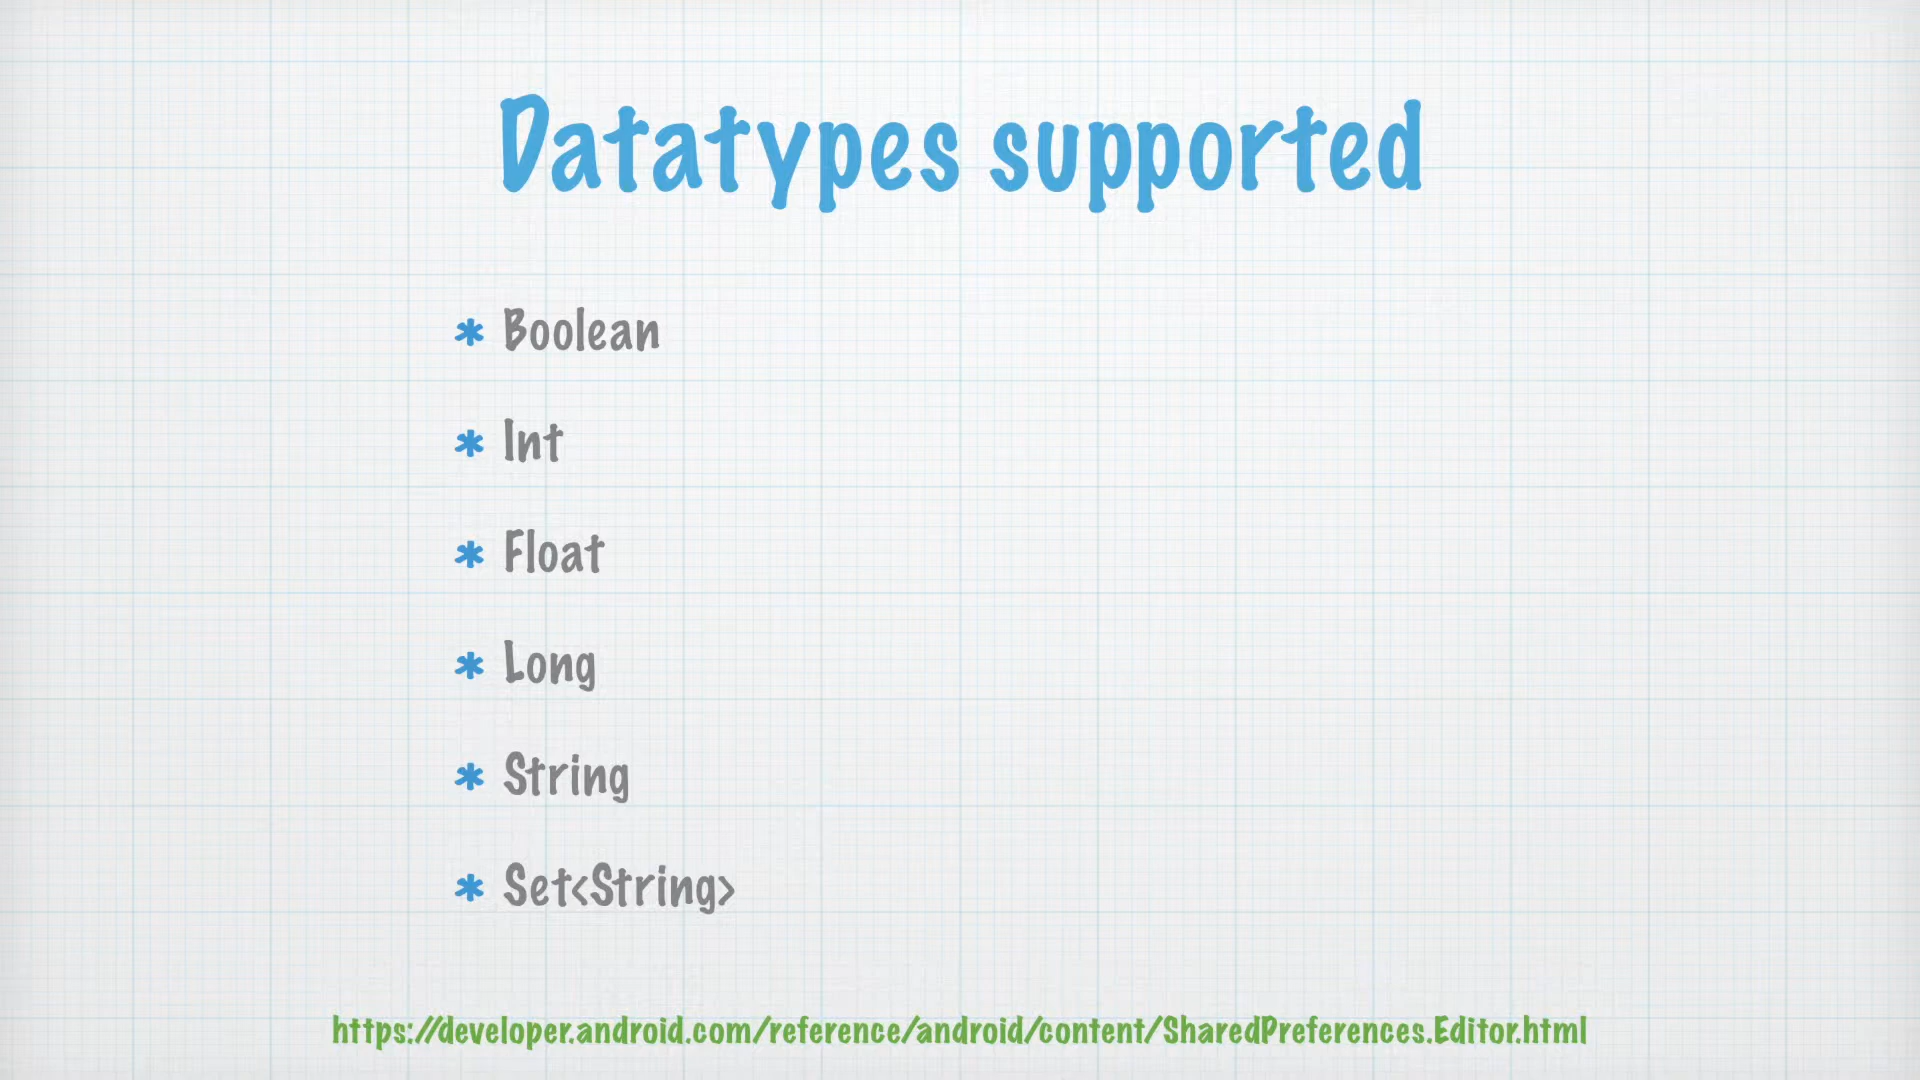 Datatypes supported
* Boolean
* Int
* Float
* Long
* String
* Set<String>
https://developer.android.com/reference/android/content/SharedPreferences.Editor.html